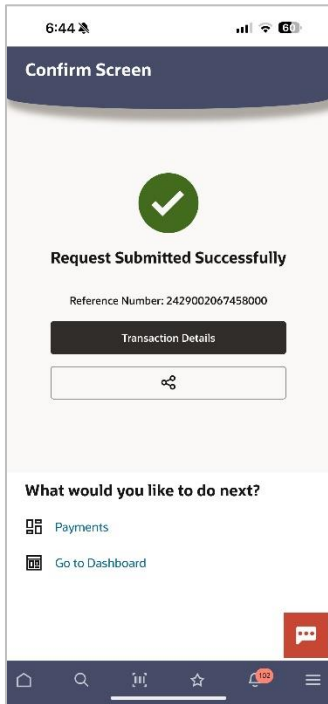 6:44
60
Confirm Screen
Request Submitted Successfully
Reference Number: 2429002067458000
Transaction Details
What would you like to do next?
Payments
Go to Dashboard
102